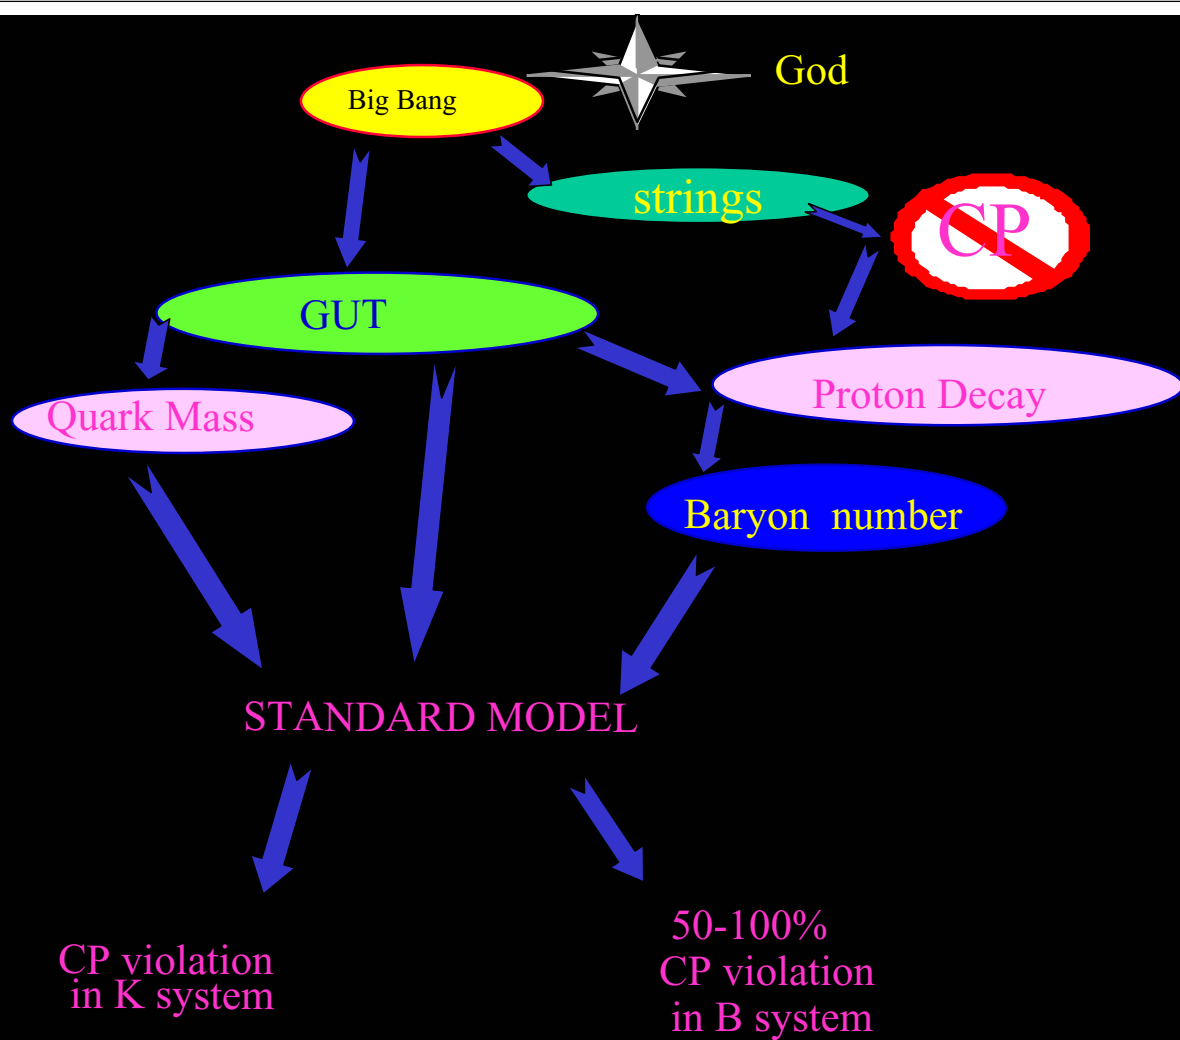 God
Big Bang
strings
CP
GUT
Proton Decay
Quark Mass
Baryon number
STANDARD MODEL
CP violation
in K system
50-100%
CP violation
in B system